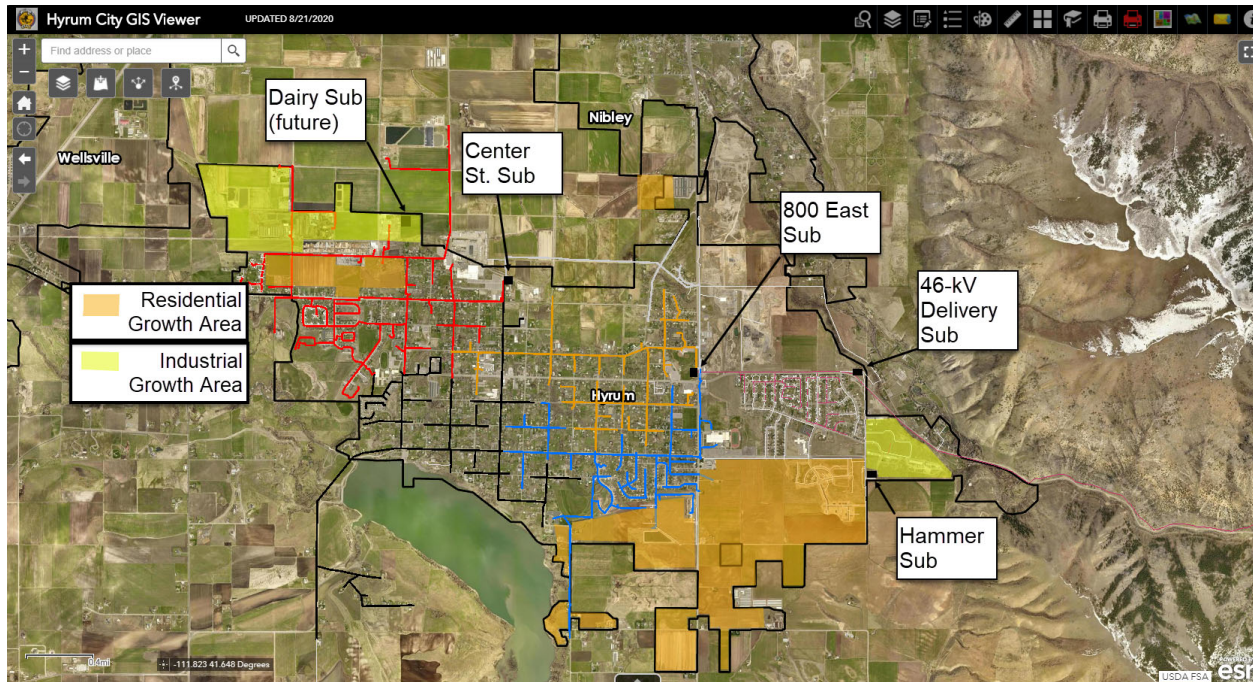 Hyrum City GIS Viewer
UPDATED 8/21/2020
Find address or place
Dairy Sub
(future)
Nibley
Wellsville
Center
St. Sub
800 East
Sub
46-kV
Delivery
Sub
Residential
Growth Area
Industrial
Growth Area
Hyrum
Hammer
Sub
0.4mi
-111.823 41.648 Degrees
USDA FSA
esri